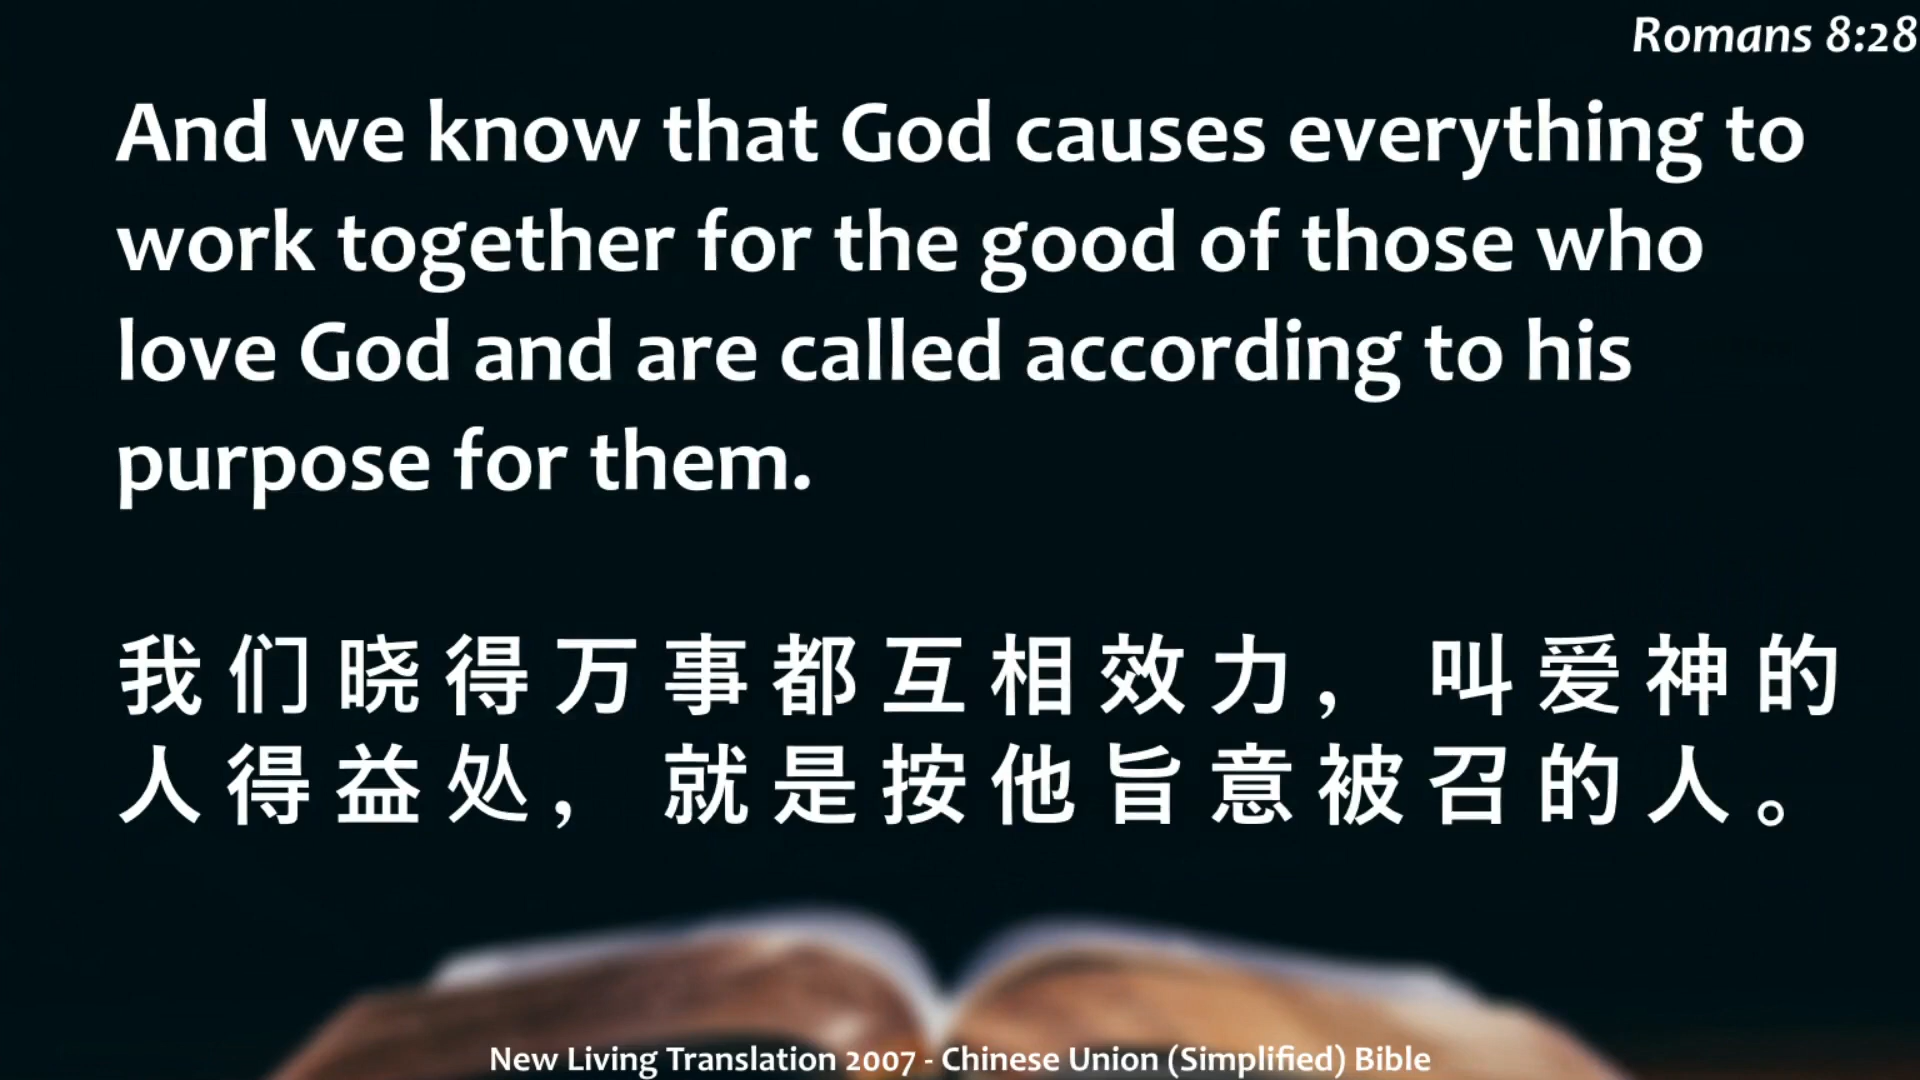 Romans 8:28
And we know that God causes everything to
work together for the good of those who
love God and are called according to his
purpose for them.
我们晓得万事都互相效力，叫爱神的
人得益处，就是按他旨意被召的人。
New Living Translation 2007 - Chinese Union (Simplified) Bible